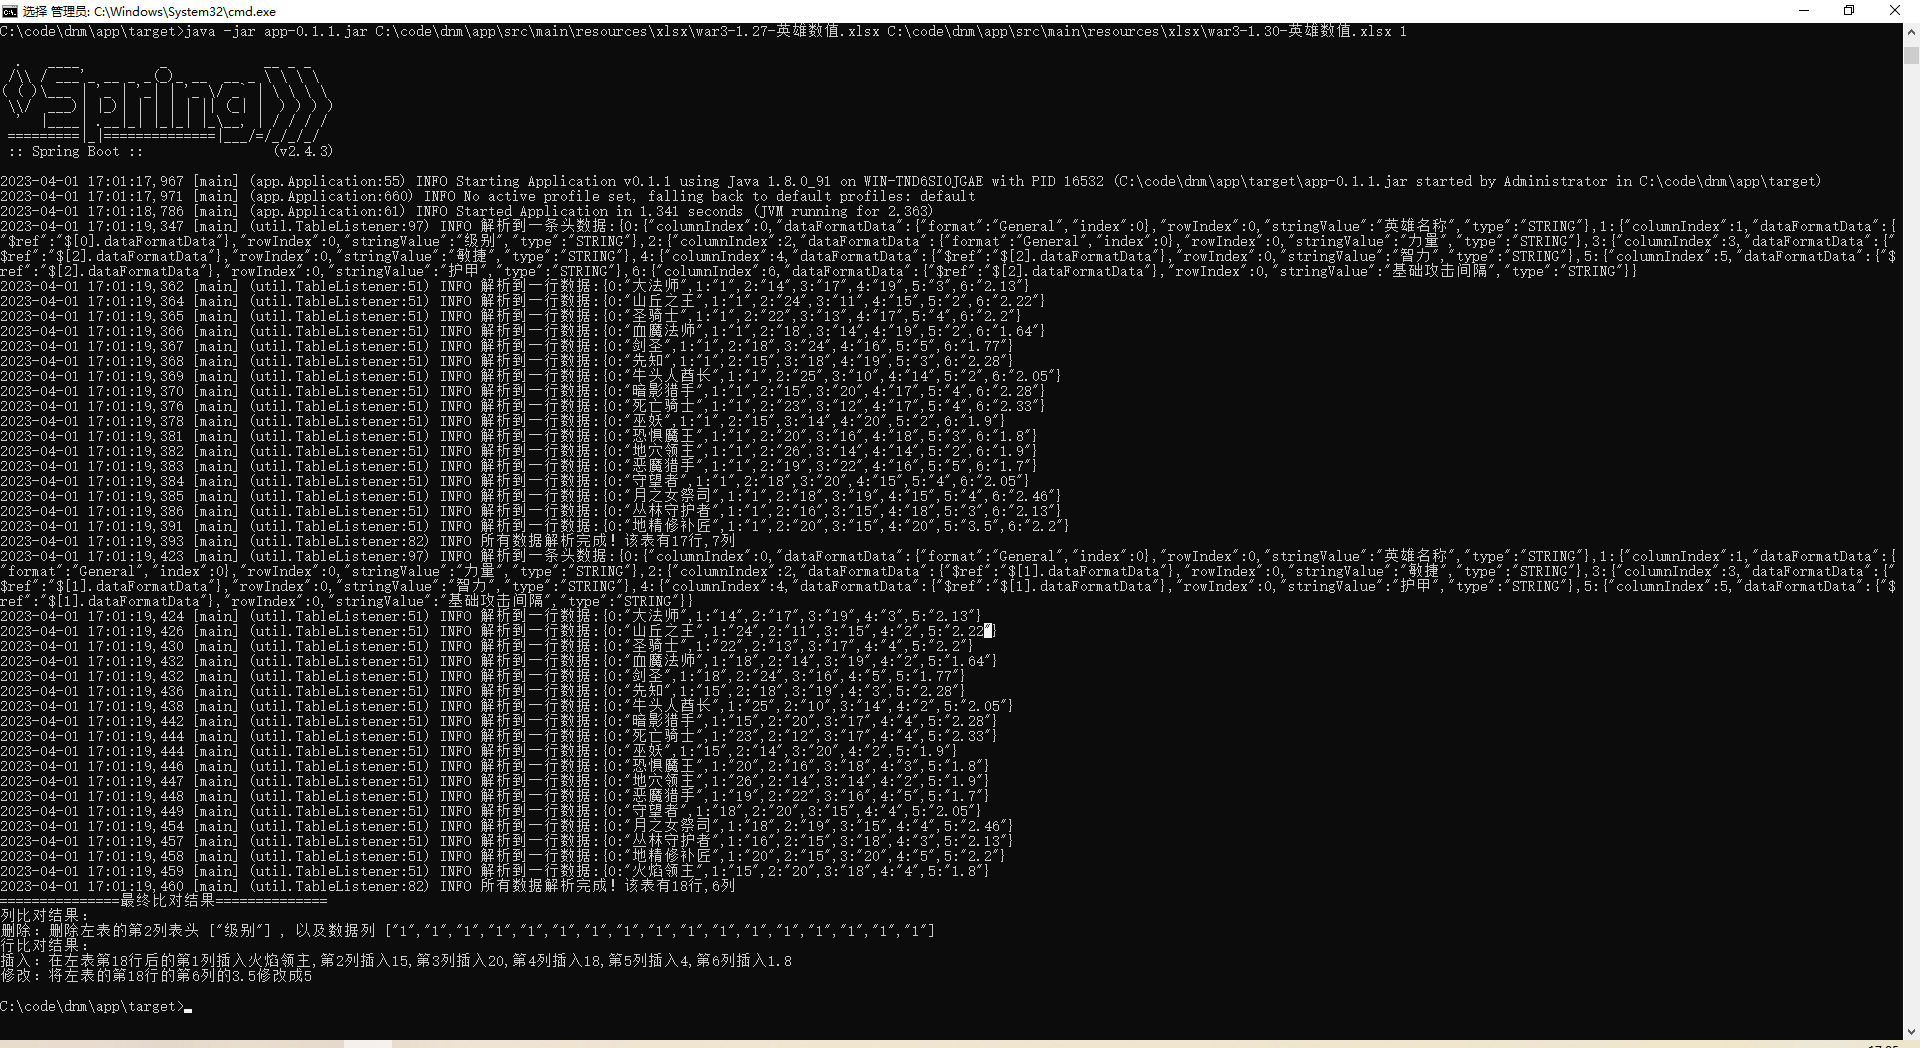 选择 管理员: C:\Windows\System32\cmd.exe
C:\code\dnm\app\target>java -jar app-0.1.1.jar C:\code\dnm\app\src\main\resources\xlsx\war3-1.27-英雄数值.xlsx C:\code\dnm\app\src\main\resources\xlsx\war3-1.30-英雄数值.xlsx 1
  .   ____          _            __ _ _
 /\\ / ___'_ __ _ _(_)_ __  __ _ \ \ \ \
( ( )\___ | '_ | '_| | '_ \/ _` | \ \ \ \
 \\/  ___)| |_)| | | | | || (_| |  ) ) ) )
  '  |____| .__|_| |_|_| |_\__, | / / / /
 =========|_|==============|___/=/_/_/_/
 :: Spring Boot ::                (v2.4.3)
2023-04-01 17:01:17,967 [main] (app.Application:55) INFO Starting Application v0.1.1 using Java 1.8.0_91 on WIN-TND6SIOJGAE with PID 16532 (C:\code\dnm\app\target\app-0.1.1.jar started by Administrator in C:\code\dnm\app\target)
2023-04-01 17:01:17,971 [main] (app.Application:660) INFO No active profile set, falling back to default profiles: default
2023-04-01 17:01:18,786 [main] (app.Application:61) INFO Started Application in 1.341 seconds (JVM running for 2.363)
2023-04-01 17:01:19,347 [main] (util.TableListener:97) INFO 解析到一条头数据:{0:{"columnIndex":0,"dataFormatData":{"format":"General","index":0},"rowIndex":0,"stringValue":"英雄名称","type":"STRING"},1:{"columnIndex":1,"dataFormatData":{
"$ref":"$[0].dataFormatData"},"rowIndex":0,"stringValue":"级别","type":"STRING"},2:{"columnIndex":2,"dataFormatData":{"format":"General","index":0},"rowIndex":0,"stringValue":"力量","type":"STRING"},3:{"columnIndex":3,"dataFormatData":{"
$ref":"$[2].dataFormatData"},"rowIndex":0,"stringValue":"敏捷","type":"STRING"},4:{"columnIndex":4,"dataFormatData":{"$ref":"$[2].dataFormatData"},"rowIndex":0,"stringValue":"智力","type":"STRING"},5:{"columnIndex":5,"dataFormatData":{"$
ref":"$[2].dataFormatData"},"rowIndex":0,"stringValue":"护甲","type":"STRING"},6:{"columnIndex":6,"dataFormatData":{"$ref":"$[2].dataFormatData"},"rowIndex":0,"stringValue":"基础攻击间隔","type":"STRING"}}
2023-04-01 17:01:19,362 [main] (util.TableListener:51) INFO 解析到一行数据:{0:"大法师",1:"1",2:"14",3:"17",4:"19",5:"3",6:"2.13"}
2023-04-01 17:01:19,364 [main] (util.TableListener:51) INFO 解析到一行数据:{0:"山丘之王",1:"1",2:"24",3:"11",4:"15",5:"2",6:"2.22"}
2023-04-01 17:01:19,365 [main] (util.TableListener:51) INFO 解析到一行数据:{0:"圣骑士",1:"1",2:"22",3:"13",4:"17",5:"4",6:"2.2"}
2023-04-01 17:01:19,366 [main] (util.TableListener:51) INFO 解析到一行数据:{0:"血魔法师",1:"1",2:"18",3:"14",4:"19",5:"2",6:"1.64"}
2023-04-01 17:01:19,367 [main] (util.TableListener:51) INFO 解析到一行数据:{0:"剑圣",1:"1",2:"18",3:"24",4:"16",5:"5",6:"1.77"}
2023-04-01 17:01:19,368 [main] (util.TableListener:51) INFO 解析到一行数据:{0:"先知",1:"1",2:"15",3:"18",4:"19",5:"3",6:"2.28"}
2023-04-01 17:01:19,369 [main] (util.TableListener:51) INFO 解析到一行数据:{0:"牛头人酋长",1:"1",2:"25",3:"10",4:"14",5:"2",6:"2.05"}
2023-04-01 17:01:19,370 [main] (util.TableListener:51) INFO 解析到一行数据:{0:"暗影猎手",1:"1",2:"15",3:"20",4:"17",5:"4",6:"2.28"}
2023-04-01 17:01:19,376 [main] (util.TableListener:51) INFO 解析到一行数据:{0:"死亡骑士",1:"1",2:"23",3:"12",4:"17",5:"4",6:"2.33"}
2023-04-01 17:01:19,378 [main] (util.TableListener:51) INFO 解析到一行数据:{0:"巫妖",1:"1",2:"15",3:"14",4:"20",5:"2",6:"1.9"}
2023-04-01 17:01:19,381 [main] (util.TableListener:51) INFO 解析到一行数据:{0:"恐惧魔王",1:"1",2:"20",3:"16",4:"18",5:"3",6:"1.8"}
2023-04-01 17:01:19,382 [main] (util.TableListener:51) INFO 解析到一行数据:{0:"地穴领主",1:"1",2:"26",3:"14",4:"14",5:"2",6:"1.9"}
2023-04-01 17:01:19,383 [main] (util.TableListener:51) INFO 解析到一行数据:{0:"恶魔猎手",1:"1",2:"19",3:"22",4:"16",5:"5",6:"1.7"}
2023-04-01 17:01:19,384 [main] (util.TableListener:51) INFO 解析到一行数据:{0:"守望者",1:"1",2:"18",3:"20",4:"15",5:"4",6:"2.05"}
2023-04-01 17:01:19,385 [main] (util.TableListener:51) INFO 解析到一行数据:{0:"月之女祭司",1:"1",2:"18",3:"19",4:"15",5:"4",6:"2.46"}
2023-04-01 17:01:19,386 [main] (util.TableListener:51) INFO 解析到一行数据:{0:"丛林守护者",1:"1",2:"16",3:"15",4:"18",5:"3",6:"2.13"}
2023-04-01 17:01:19,391 [main] (util.TableListener:51) INFO 解析到一行数据:{0:"地精修补匠",1:"1",2:"20",3:"15",4:"20",5:"3.5",6:"2.2"}
2023-04-01 17:01:19,393 [main] (util.TableListener:82) INFO 所有数据解析完成！该表有17行,7列
2023-04-01 17:01:19,423 [main] (util.TableListener:97) INFO 解析到一条头数据:{0:{"columnIndex":0,"dataFormatData":{"format":"General","index":0},"rowIndex":0,"stringValue":"英雄名称","type":"STRING"},1:{"columnIndex":1,"dataFormatData":{
"format":"General","index":0},"rowIndex":0,"stringValue":"力量","type":"STRING"},2:{"columnIndex":2,"dataFormatData":{"$ref":"$[1].dataFormatData"},"rowIndex":0,"stringValue":"敏捷","type":"STRING"},3:{"columnIndex":3,"dataFormatData":{"
$ref":"$[1].dataFormatData"},"rowIndex":0,"stringValue":"智力","type":"STRING"},4:{"columnIndex":4,"dataFormatData":{"$ref":"$[1].dataFormatData"},"rowIndex":0,"stringValue":"护甲","type":"STRING"},5:{"columnIndex":5,"dataFormatData":{"$
ref":"$[1].dataFormatData"},"rowIndex":0,"stringValue":"基础攻击间隔","type":"STRING"}}
2023-04-01 17:01:19,424 [main] (util.TableListener:51) INFO 解析到一行数据:{0:"大法师",1:"14",2:"17",3:"19",4:"3",5:"2.13"}
2023-04-01 17:01:19,426 [main] (util.TableListener:51) INFO 解析到一行数据:{0:"山丘之王",1:"24",2:"11",3:"15",4:"2",5:"2.22"}
2023-04-01 17:01:19,430 [main] (util.TableListener:51) INFO 解析到一行数据:{0:"圣骑士",1:"22",2:"13",3:"17",4:"4",5:"2.2"}
2023-04-01 17:01:19,432 [main] (util.TableListener:51) INFO 解析到一行数据:{0:"血魔法师",1:"18",2:"14",3:"19",4:"2",5:"1.64"}
2023-04-01 17:01:19,432 [main] (util.TableListener:51) INFO 解析到一行数据:{0:"剑圣",1:"18",2:"24",3:"16",4:"5",5:"1.77"}
2023-04-01 17:01:19,436 [main] (util.TableListener:51) INFO 解析到一行数据:{0:"先知",1:"15",2:"18",3:"19",4:"3",5:"2.28"}
2023-04-01 17:01:19,438 [main] (util.TableListener:51) INFO 解析到一行数据:{0:"牛头人酋长",1:"25",2:"10",3:"14",4:"2",5:"2.05"}
2023-04-01 17:01:19,442 [main] (util.TableListener:51) INFO 解析到一行数据:{0:"暗影猎手",1:"15",2:"20",3:"17",4:"4",5:"2.28"}
2023-04-01 17:01:19,444 [main] (util.TableListener:51) INFO 解析到一行数据:{0:"死亡骑士",1:"23",2:"12",3:"17",4:"4",5:"2.33"}
2023-04-01 17:01:19,444 [main] (util.TableListener:51) INFO 解析到一行数据:{0:"巫妖",1:"15",2:"14",3:"20",4:"2",5:"1.9"}
2023-04-01 17:01:19,446 [main] (util.TableListener:51) INFO 解析到一行数据:{0:"恐惧魔王",1:"20",2:"16",3:"18",4:"3",5:"1.8"}
2023-04-01 17:01:19,447 [main] (util.TableListener:51) INFO 解析到一行数据:{0:"地穴领主",1:"26",2:"14",3:"14",4:"2",5:"1.9"}
2023-04-01 17:01:19,448 [main] (util.TableListener:51) INFO 解析到一行数据:{0:"恶魔猎手",1:"19",2:"22",3:"16",4:"5",5:"1.7"}
2023-04-01 17:01:19,449 [main] (util.TableListener:51) INFO 解析到一行数据:{0:"守望者",1:"18",2:"20",3:"15",4:"4",5:"2.05"}
2023-04-01 17:01:19,454 [main] (util.TableListener:51) INFO 解析到一行数据:{0:"月之女祭司",1:"18",2:"19",3:"15",4:"4",5:"2.46"}
2023-04-01 17:01:19,457 [main] (util.TableListener:51) INFO 解析到一行数据:{0:"丛林守护者",1:"16",2:"15",3:"18",4:"3",5:"2.13"}
2023-04-01 17:01:19,458 [main] (util.TableListener:51) INFO 解析到一行数据:{0:"地精修补匠",1:"20",2:"15",3:"20",4:"5",5:"2.2"}
2023-04-01 17:01:19,459 [main] (util.TableListener:51) INFO 解析到一行数据:{0:"火焰领主",1:"15",2:"20",3:"18",4:"4",5:"1.8"}
2023-04-01 17:01:19,460 [main] (util.TableListener:82) INFO 所有数据解析完成！该表有18行,6列
===============最终比对结果==============
列比对结果：
删除：删除左表的第2列表头 ["级别"] , 以及数据列 ["1","1","1","1","1","1","1","1","1","1","1","1","1","1","1","1","1"]
行比对结果：
插入：在左表第18行后的第1列插入火焰领主,第2列插入15,第3列插入20,第4列插入18,第5列插入4,第6列插入1.8
修改：将左表的第18行的第6列的3.5修改成5
C:\code\dnm\app\target>